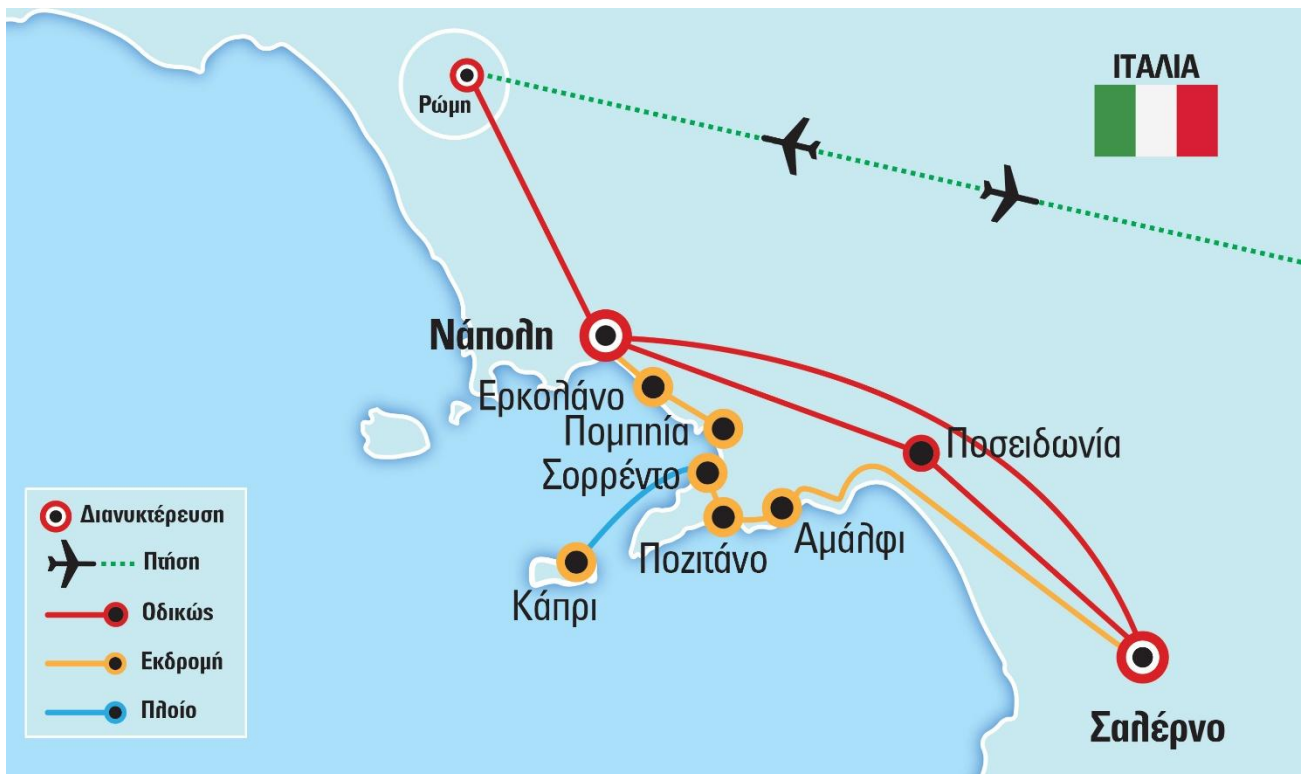 ΙΤΑΛΙΑ
Ρώμη
Νάπολη
Ερκολάνο
Πομπηία
Ποσειδωνία
Σορρέντο
Αμάλφι
Ποζιτάνο
Κάπρι
Σαλέρνο
Διανυκτέρευση
Πτήση
Οδικώς
Εκδρομή
Πλοίο